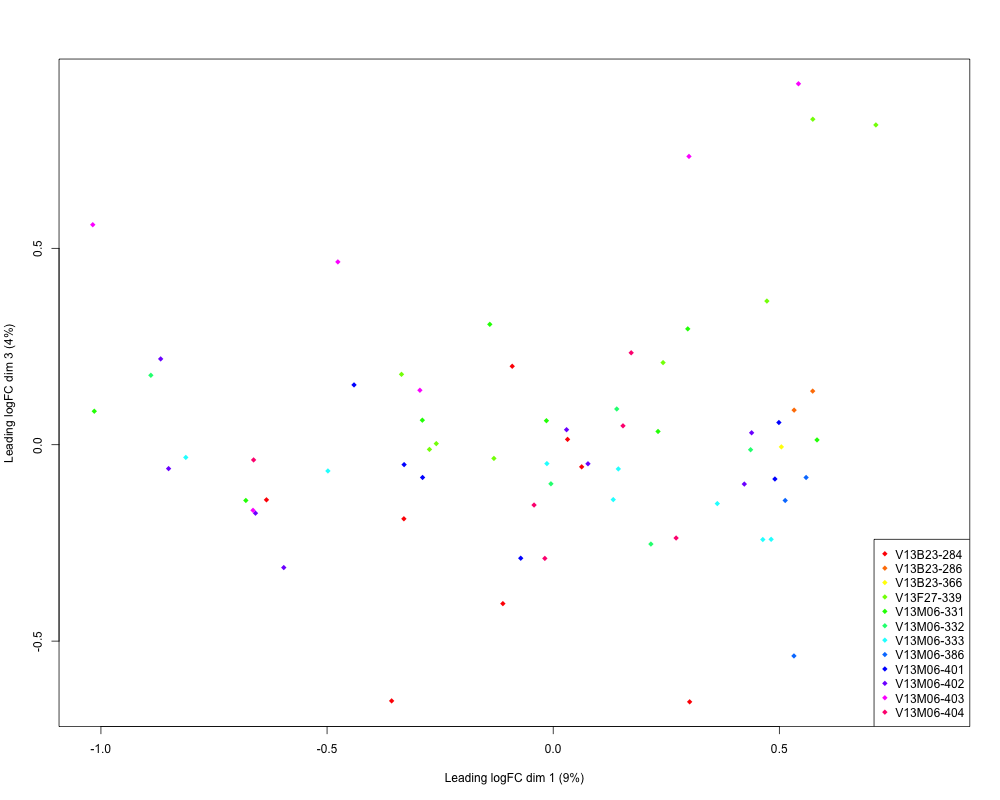 Leading logFC dim 3 (4%)
0.5
0.0
-0.5
V13B23-284
V13B23-286
V13B23-366
V13F27-339
V13M06-331
V13M06-332
V13M06-333
V13M06-386
V13M06-401
V13M06-402
V13M06-403
V13M06-404
-1.0 -0.5 0.0 0.5
Leading logFC dim 1 (9%)